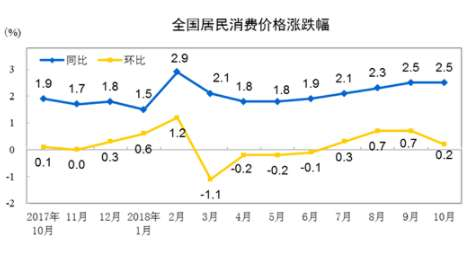 全国居民消费价格涨跌幅
(%)
同比 环比
3
2
1
0
-1
-2
1.9 1.7 1.8 1.5 2.9 2.1 1.8 1.8 1.9 2.1 2.3 2.5 2.5
0.1 0.0 0.3 0.6 1.2 -1.1 -0.2 -0.2 -0.1 0.3 0.7 0.7 0.2
2017年 11月 12月 2018年 2月 3月 4月 5月 6月 7月 8月 9月 10月
10月 1月